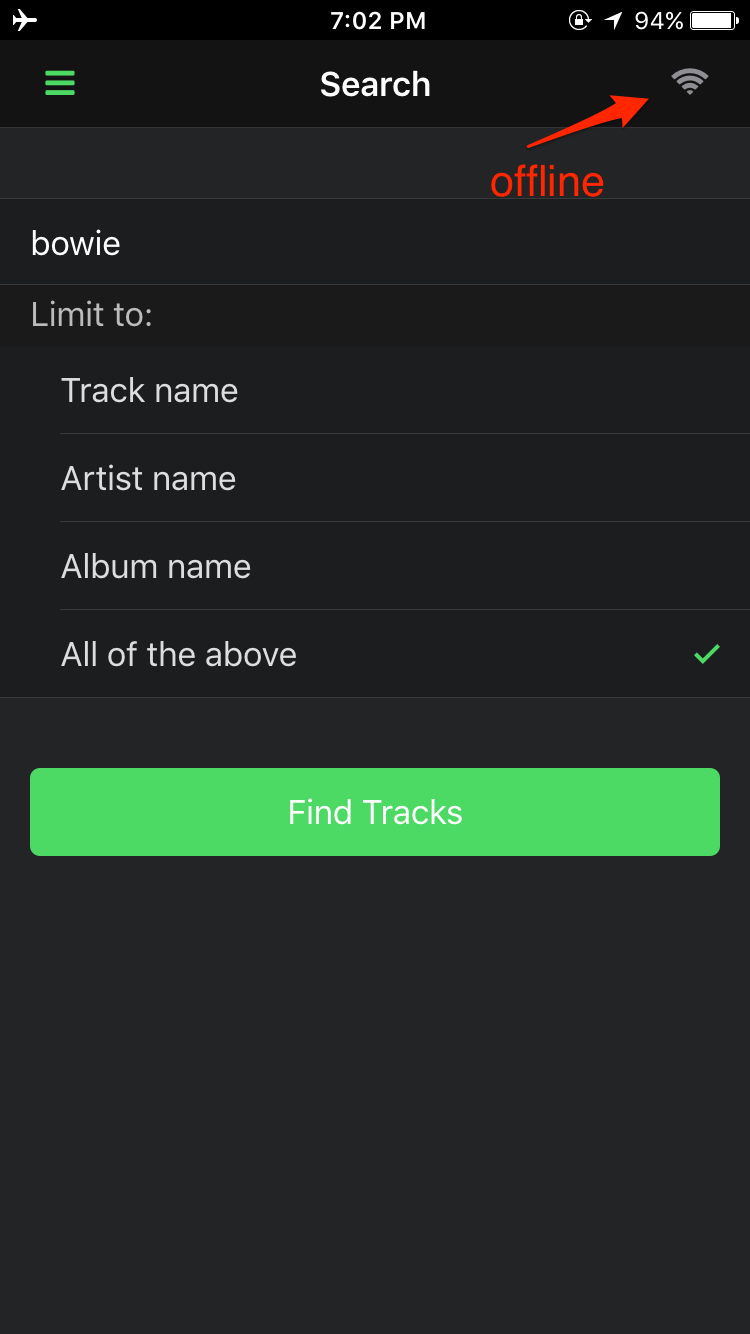 7:02 PM 94%
Search
offline
bowie
Limit to:
Track name
Artist name
Album name
All of the above
Find Tracks